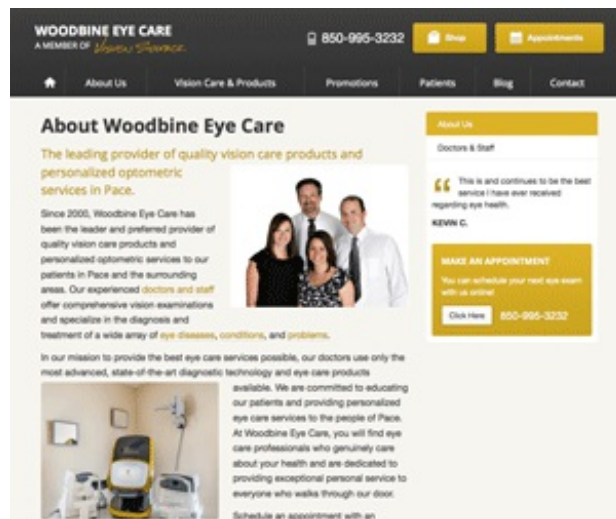 WOODBINE EYE CARE
A MEMBER OF Vision Source
850-995-3232
Shop
Appointments
About Us
Vision Care & Products
Promotions
Patients
Blog
Contact
About Woodbine Eye Care
The leading provider of quality vision care products and
personalized optometric
services in Pace.
Since 2000, Woodbine Eye Care has
been the leader and preferred provider of
quality vision care products and
personalized optometric services to our
patients in Pace and the surrounding
areas. Our experienced doctors and staff
offer comprehensive vision examinations
and specialize in the diagnosis and
treatment of a wide array of eye diseases, conditions, and problems.
In our mission to provide the best eye care services possible, our doctors use only the
most advanced, state-of-the-art diagnostic technology and eye care products
available. We are committed to educating
our patients and providing personalized
eye care services to the people of Pace.
At Woodbine Eye Care, you will find eye
care professionals who genuinely care
about your health and are dedicated to
providing exceptional personal service to
everyone who walks through our door.
Schedule an appointment with an
About Us
Doctors & Staff
This is and continues to be the best
service I have ever received
regarding eye health.
KEVIN C.
MAKE AN APPOINTMENT
You can schedule your next eye exam
with us online!
Click Here
850-995-3232